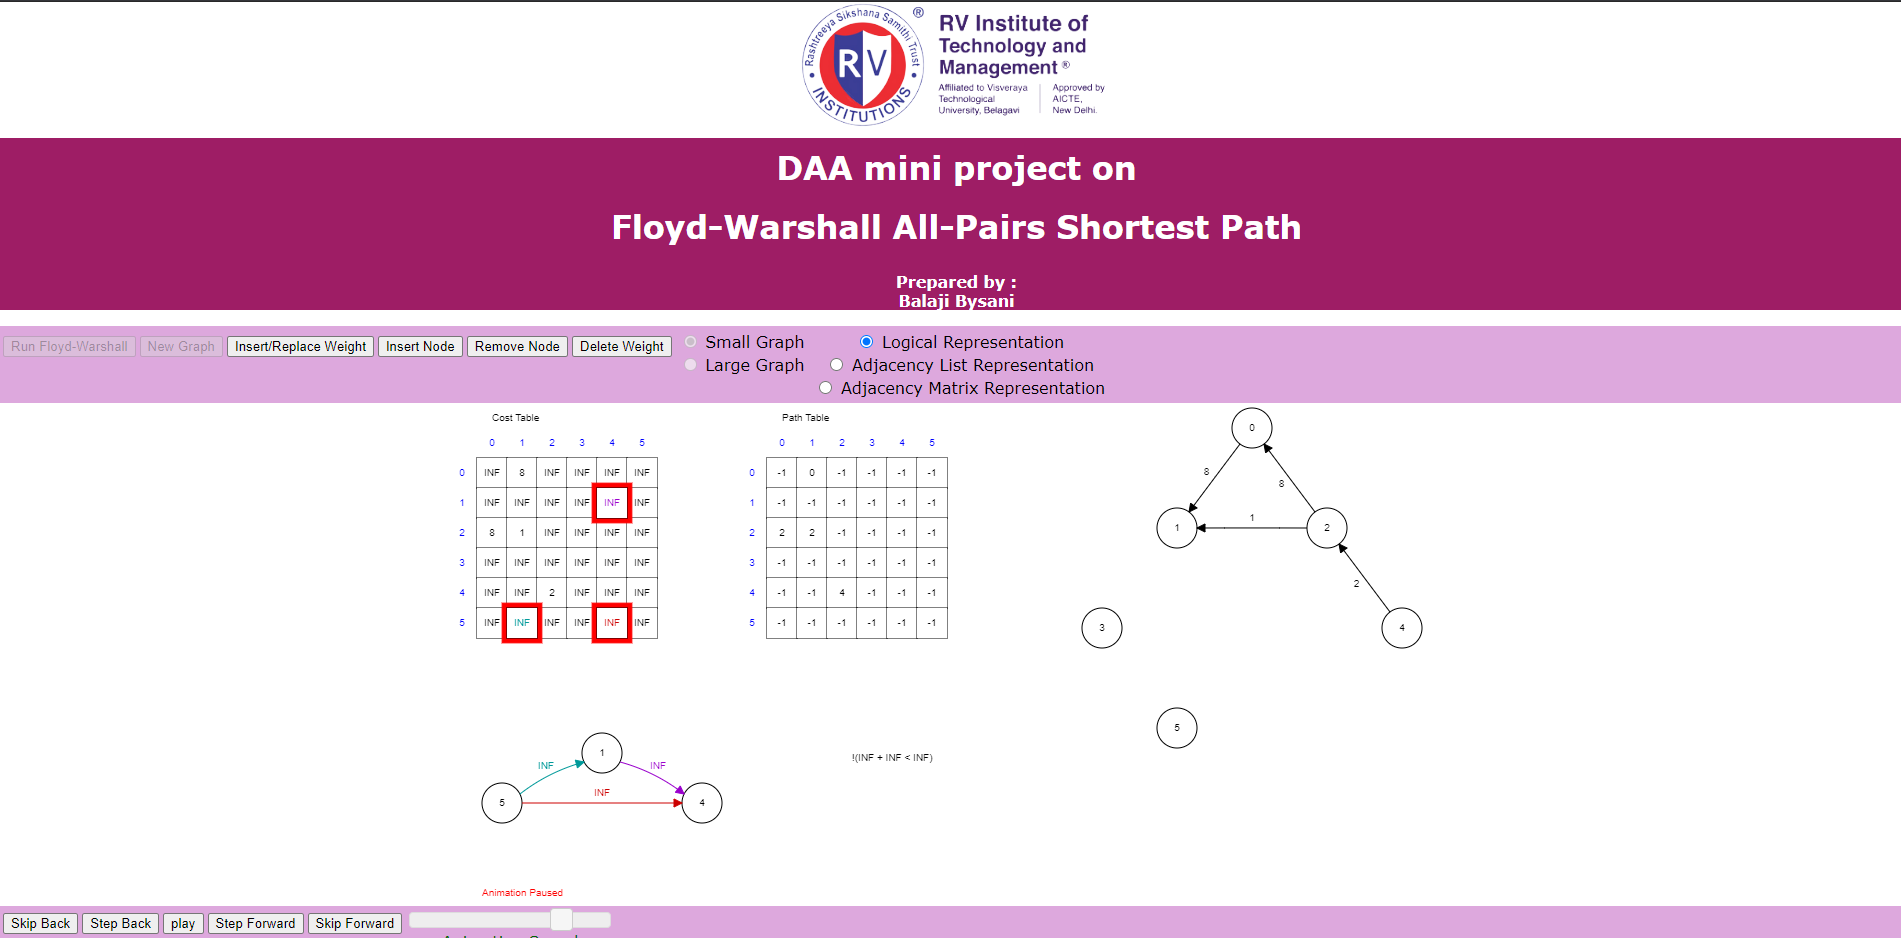 Rashtreeya Sikshana Samithi Trust
®
RV
INSTITUTIONS
RV Institute of
Technology and
Management ®
Affiliated to Visveraya
Technological
University, Belagavi
Approved by
AICTE,
New Delhi.
DAA mini project on
Floyd-Warshall All-Pairs Shortest Path
Prepared by :
Balaji Bysani
Run Floyd-Warshall New Graph Insert/Replace Weight Insert Node Remove Node Delete Weight
Small Graph
Large Graph
Logical Representation
Adjacency List Representation
Adjacency Matrix Representation
Cost Table
0 1 2 3 4 5
0 INF 8 INF INF INF INF
1 INF INF INF INF INF INF
2 8 1 INF INF INF INF
3 INF INF INF INF INF INF
4 INF INF 2 INF INF INF
5 INF INF INF INF INF INF
Path Table
0 1 2 3 4 5
0 -1 0 -1 -1 -1 -1
1 -1 -1 -1 -1 -1 -1
2 2 2 -1 -1 -1 -1
3 -1 -1 -1 -1 -1 -1
4 -1 -1 4 -1 -1 -1
5 -1 -1 -1 -1 -1 -1
0
8
8
1
1
2
2
3
4
5
1
INF
INF
INF
5
4
!(INF + INF < INF)
Animation Paused
Skip Back Step Back play Step Forward Skip Forward